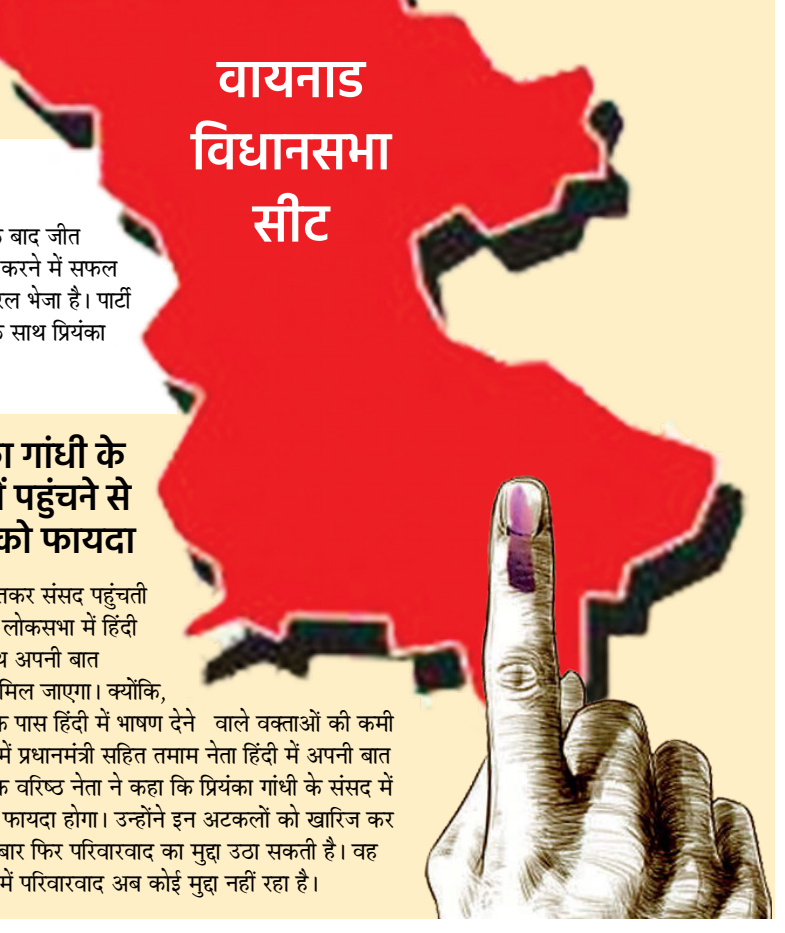 वायनाड
विधानसभा
सीट
बाद जीत
करने में सफल
भेजा है। पार्टी
साथ प्रियंका
गांधी के
पहुंचने से
को फायदा
संसद पहुंचती
लोकसभा में हिंदी
अपनी बात
मिल जाएगा। क्योंकि,
पास हिंदी में भाषण देने वाले वक्ताओं की कमी
में प्रधानमंत्री सहित तमाम नेता हिंदी में अपनी बात
वरिष्ठ नेता ने कहा कि प्रियंका गांधी के संसद में
फायदा होगा। उन्होंने इन अटकलों को खारिज कर
बार फिर परिवारवाद का मुद्दा उठा सकती है। वह
में परिवारवाद अब कोई मुद्दा नहीं रहा है।